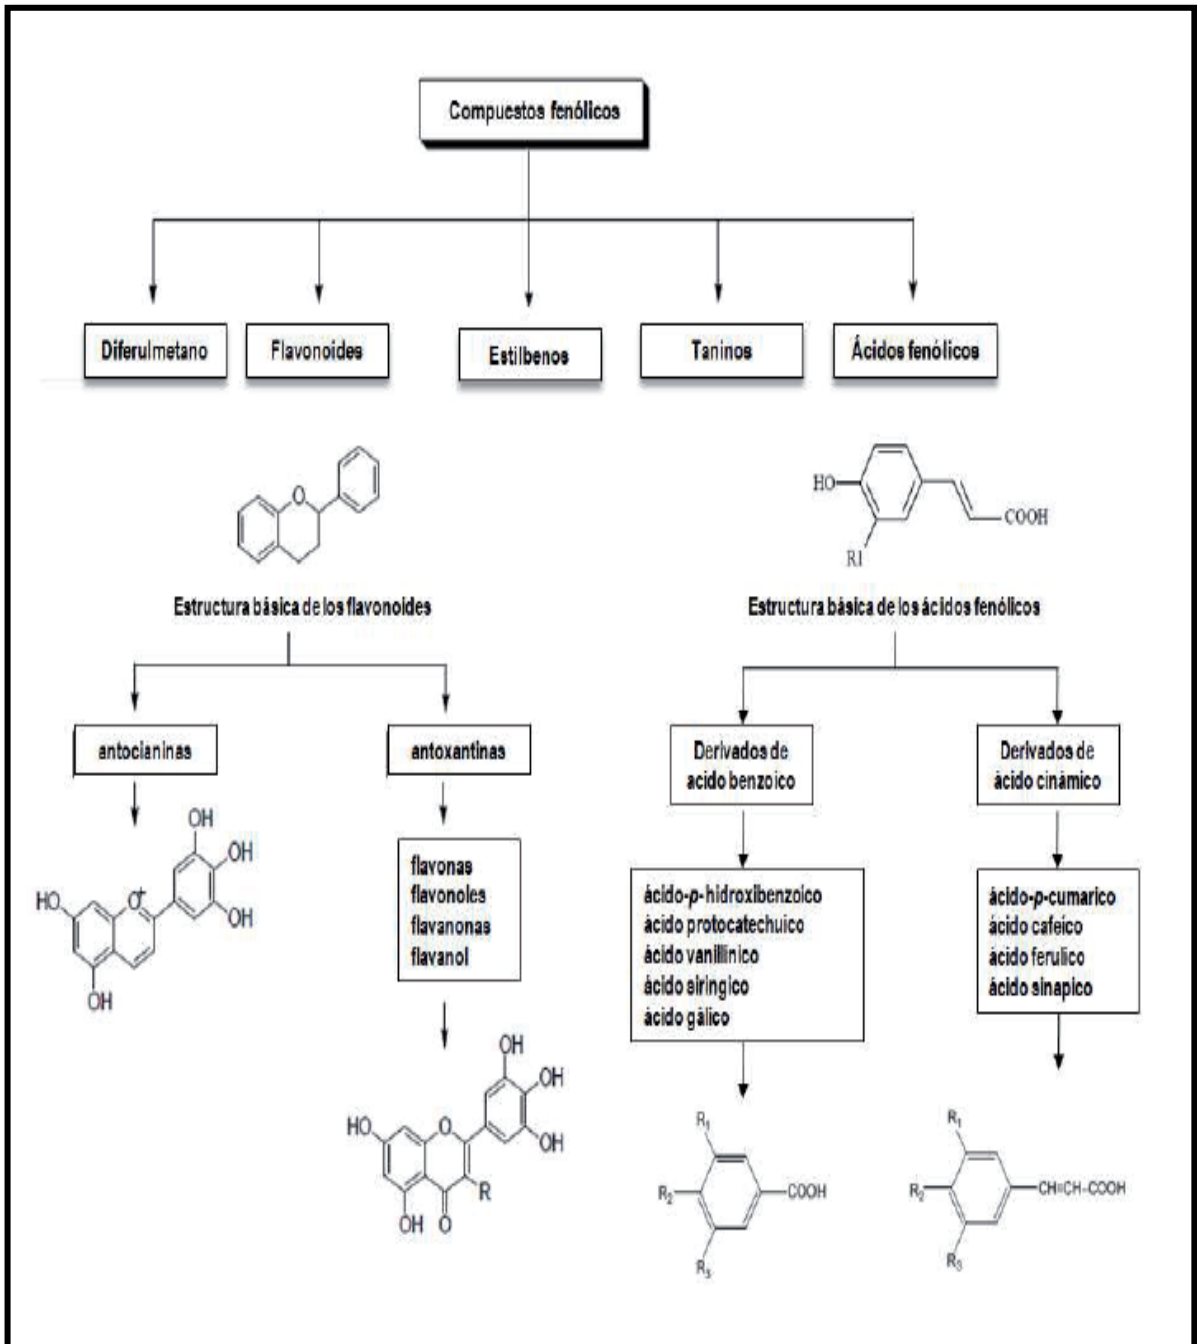 Compuestos fenólicos
Diferulmetano
Flavonoides
Estilbenos
Taninos
Ácidos fenólicos
O
HO
COOH
R1
Estructura básica de los flavonoides
Estructura básica de los ácidos fenólicos
antocianinas
antoxantinas
Derivados de
acido benzoico
Derivados de
ácido cinámico
OH
OH
HO
O+
OH
OH
flavonas
flavonoles
flavanonas
flavanol
ácido-p-hidroxibenzoico
ácido protocatechuico
ácido vanillínico
ácido siríngico
ácido gálico
ácido-p-cumarico
ácido cafeíco
ácido ferulico
ácido sinapico
OH
OH
HO
O
OH
R
OH
O
R1
R2
COOH
R3
R1
R2
CH=CH-COOH
R3